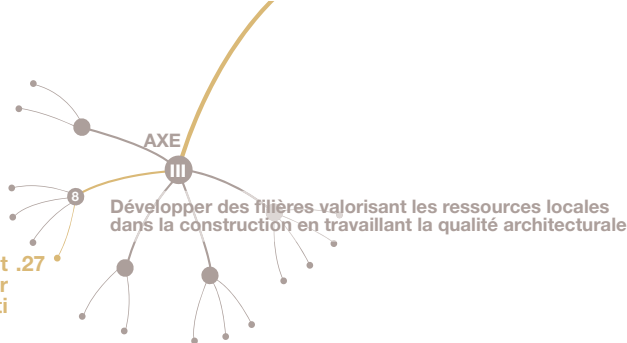 AXE
III
8
Développer des filières valorisant les ressources locales
dans la construction en travaillant la qualité architecturale
t .27
r
ti